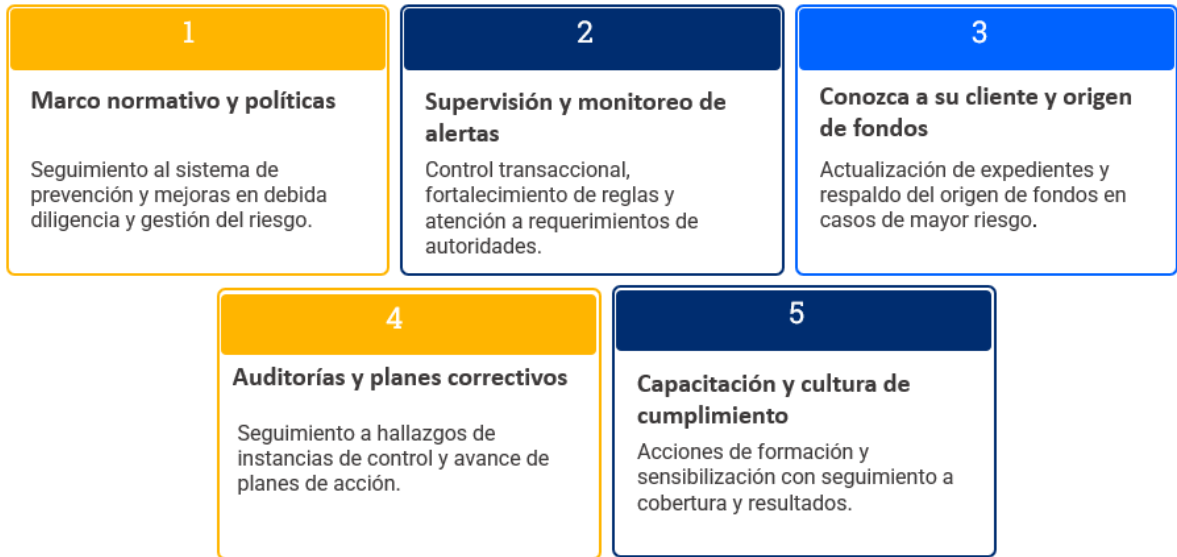 1
Marco normativo y políticas
Seguimiento al sistema de
prevención y mejoras en debida
diligencia y gestión del riesgo.
2
Supervisión y monitoreo de
alertas
Control transaccional,
fortalecimiento de reglas y
atención a requerimientos de
autoridades.
3
Conozca a su cliente y origen
de fondos
Actualización de expedientes y
respaldo del origen de fondos en
casos de mayor riesgo.
4
Auditorías y planes correctivos
Seguimiento a hallazgos de
instancias de control y avance de
planes de acción.
5
Capacitación y cultura de
cumplimiento
Acciones de formación y
sensibilización con seguimiento a
cobertura y resultados.